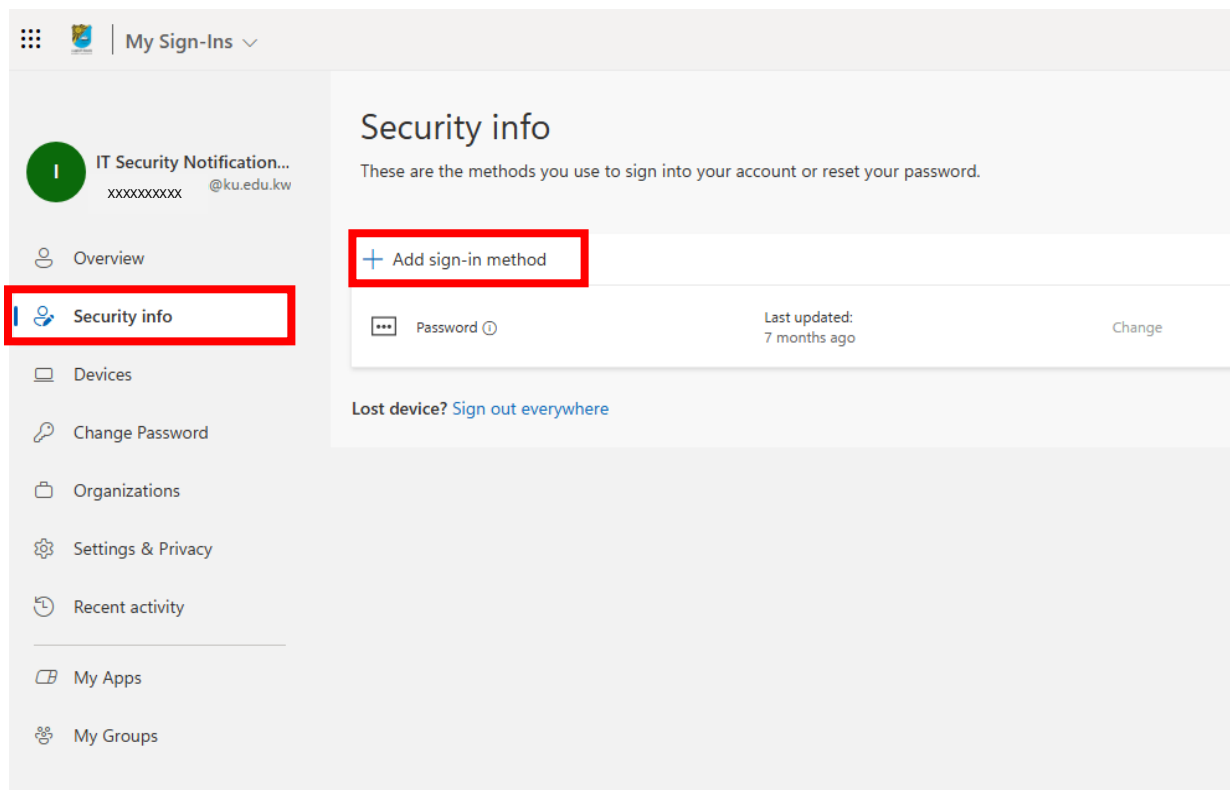 My Sign-Ins
IT Security Notification...
xxxxxxxxxx @ku.edu.kw
Overview
Security info
Devices
Change Password
Organizations
Settings & Privacy
Recent activity
My Apps
My Groups
Security info
These are the methods you use to sign into your account or reset your password.
Add sign-in method
Password
Last updated:
7 months ago
Change
Lost device? Sign out everywhere
I